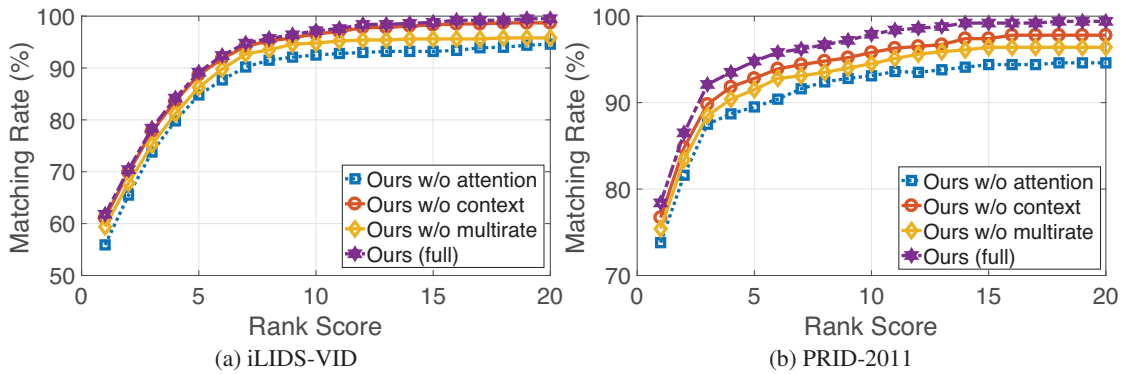 100
90
80
70
60
50
Matching Rate (%)
0 5 10 15 20
Rank Score
Ours w/o attention
Ours w/o context
Ours w/o multirate
Ours (full)
(a) iLIDS-VID
100
90
80
70
Matching Rate (%)
0 5 10 15 20
Rank Score
Ours w/o attention
Ours w/o context
Ours w/o multirate
Ours (full)
(b) PRID-2011